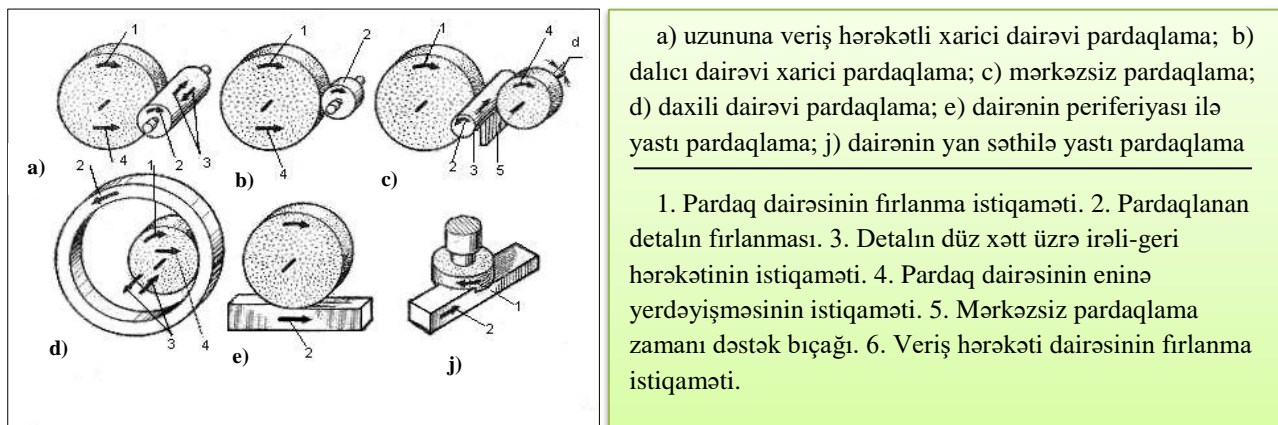 1
1
2
1
4
d
a)
4
2
3
b)
4
c)
2
3
5
2
1
d)
3
4
e)
2
j)
1
2
a) uzununa veriş hərəkətli xarici dairəvi pardaqlama; b)
dalıcı dairəvi xarici pardaqlama; c) mərkəzsiz pardaqlama;
d) daxili dairəvi pardaqlama; e) dairənin periferiyası ilə
yastı pardaqlama; j) dairənin yan səthilə yastı pardaqlama
1. Pardaq dairəsinin fırlanma istiqaməti. 2. Pardaqlanan
detalın fırlanması. 3. Detalın düz xətt üzrə irəli-geri
hərəkətinin istiqaməti. 4. Pardaq dairəsinin eninə
yerdəyişməsinin istiqaməti. 5. Mərkəzsiz pardaqlama
zamanı dəstək bıçağı. 6. Veriş hərəkəti dairəsinin fırlanma
istiqaməti.